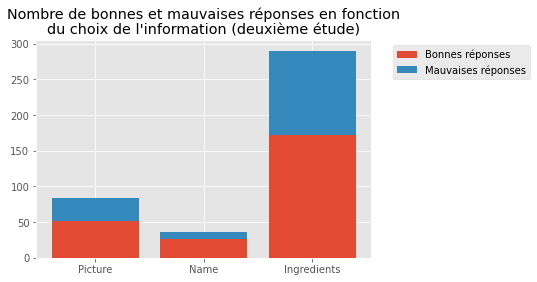 Nombre de bonnes et mauvaises réponses en fonction
du choix de l'information (deuxième étude)
Bonnes réponses
Mauvaises réponses
300
250
200
150
100
50
0
Picture Name Ingredients